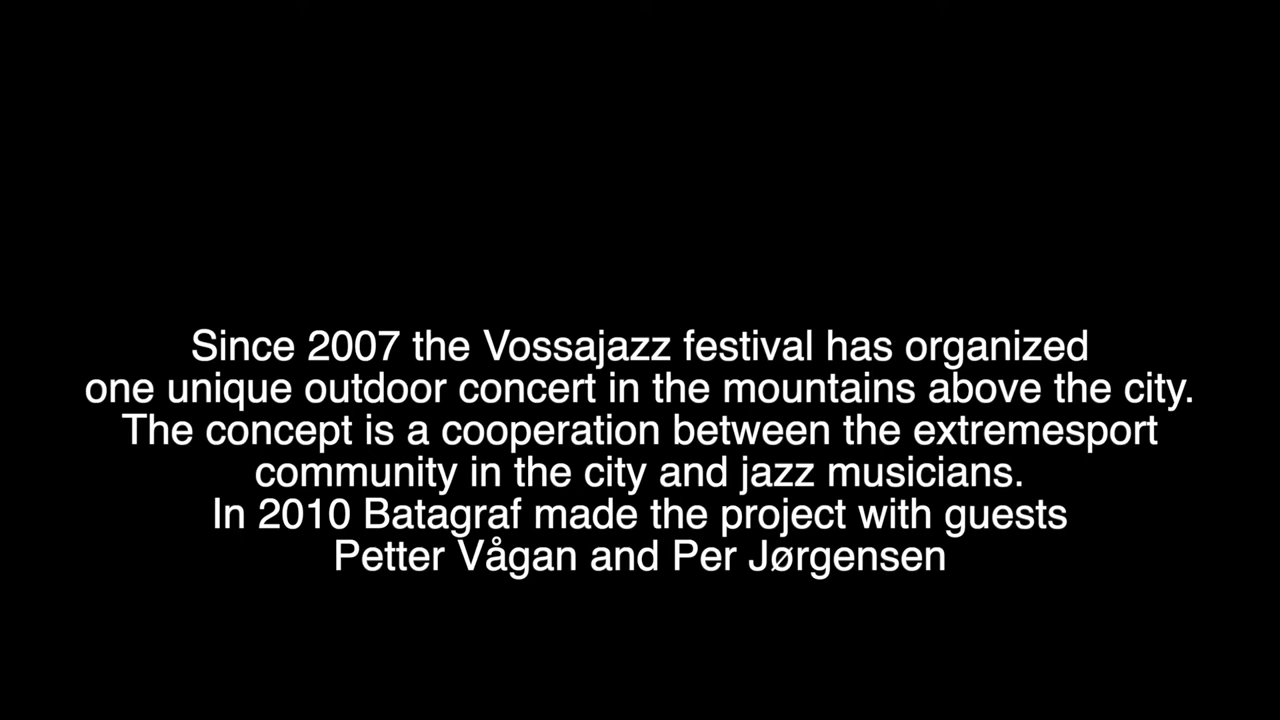 Since 2007 the Vossajazz festival has organized
one unique outdoor concert in the mountains above the city.
The concept is a cooperation between the extremesport
community in the city and jazz musicians.
In 2010 Batagraf made the project with guests
Petter Vågan and Per Jørgensen